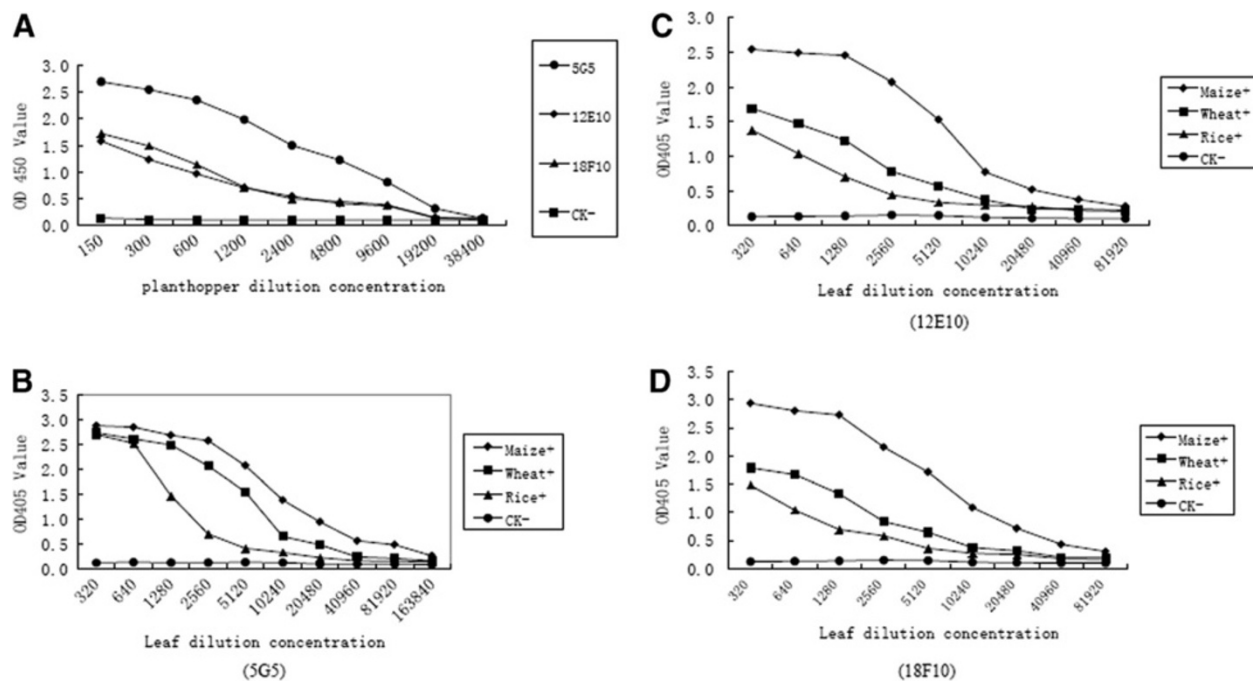 A
3.0
2.5
2.0
1.5
1.0
0.5
0.0
OD 450 Value
150
300
600
1200
2400
4800
9600
19200
38400
planthopper dilution concentration
5G5
12E10
18F10
CK-
B
3.5
3.0
2.5
2.0
1.5
1.0
0.5
0.0
OD405 Value
320
640
1280
2560
5120
10240
20480
40960
81920
163840
Leaf dilution concentration
(5G5)
Maize+
Wheat+
Rice+
CK-
C
3.0
2.5
2.0
1.5
1.0
0.5
0.0
OD405 Value
320
640
1280
2560
5120
10240
20480
40960
81920
Leaf dilution concentration
(12E10)
Maize+
Wheat+
Rice+
CK-
D
3.5
3.0
2.5
2.0
1.5
1.0
0.5
0.0
OD405 Value
320
640
1280
2560
5120
10240
20480
40960
81920
Leaf dilution concentration
(18F10)
Maize+
Wheat+
Rice+
CK-